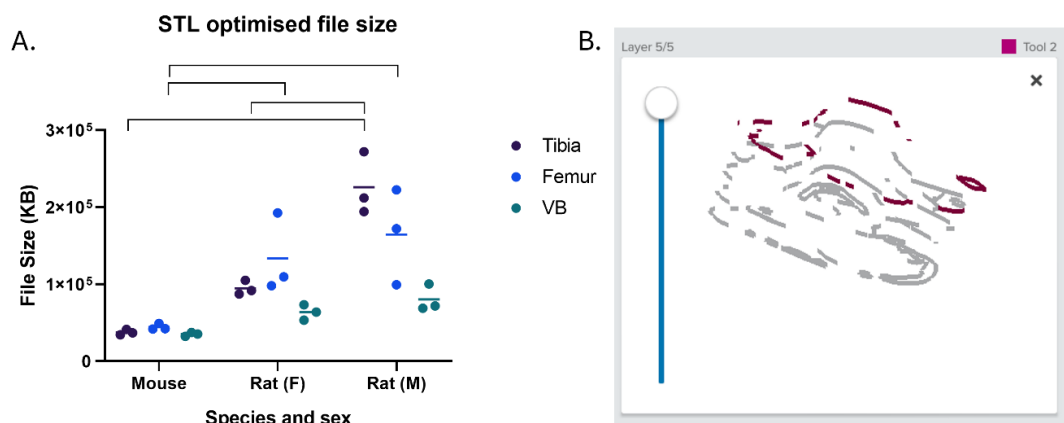 STL optimised file size
A.
3×10⁵
2×10⁵
1×10⁵
0
File Size (KB)
Mouse
Rat (F)
Rat (M)
Species and sex
Tibia
Femur
VB
B.
Layer 5/5
Tool 2